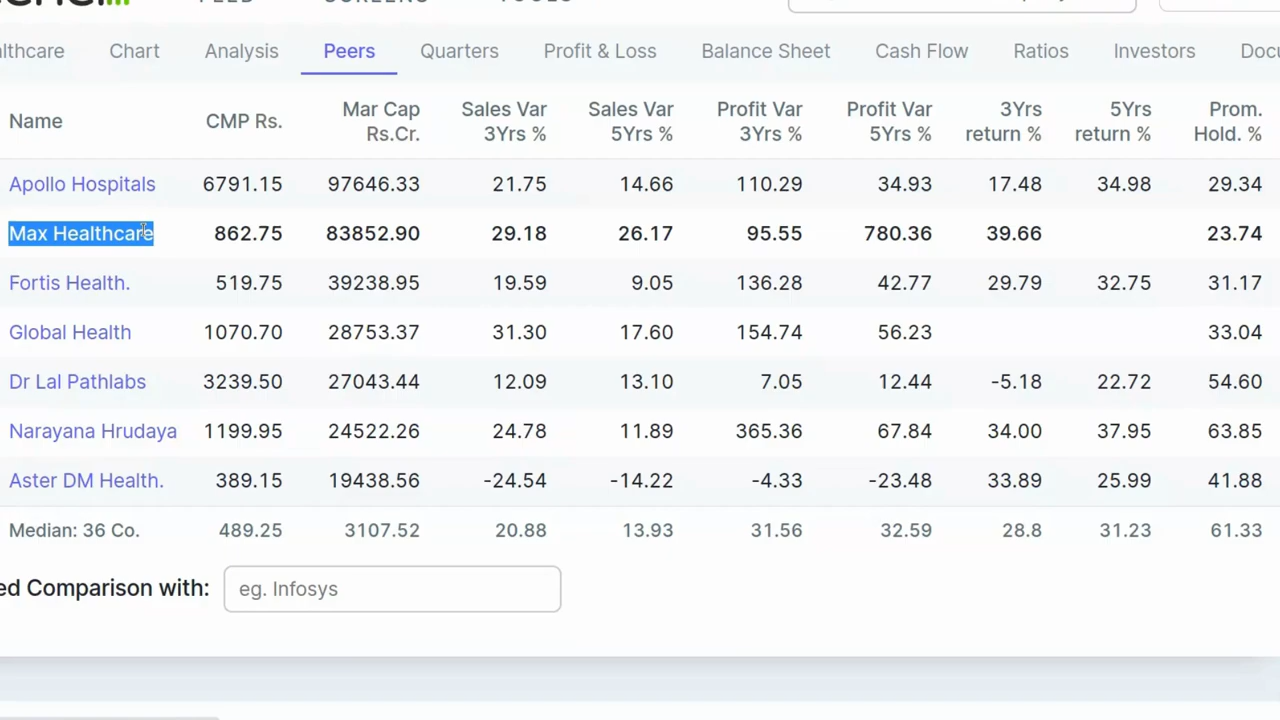 FEED SCREENS TOOLS
althcare Chart Analysis Peers Quarters Profit & Loss Balance Sheet Cash Flow Ratios Investors Docu
Name CMP Rs. Mar Cap Rs.Cr. Sales Var 3Yrs % Sales Var 5Yrs % Profit Var 3Yrs % Profit Var 5Yrs % 3Yrs return % 5Yrs return % Prom. Hold. %
Apollo Hospitals 6791.15 97646.33 21.75 14.66 110.29 34.93 17.48 34.98 29.34
Max Healthcare 862.75 83852.90 29.18 26.17 95.55 780.36 39.66 23.74
Fortis Health. 519.75 39238.95 19.59 9.05 136.28 42.77 29.79 32.75 31.17
Global Health 1070.70 28753.37 31.30 17.60 154.74 56.23 33.04
Dr Lal Pathlabs 3239.50 27043.44 12.09 13.10 7.05 12.44 -5.18 22.72 54.60
Narayana Hrudaya 1199.95 24522.26 24.78 11.89 365.36 67.84 34.00 37.95 63.85
Aster DM Health. 389.15 19438.56 -24.54 -14.22 -4.33 -23.48 33.89 25.99 41.88
Median: 36 Co. 489.25 3107.52 20.88 13.93 31.56 32.59 28.8 31.23 61.33
ed Comparison with: eg. Infosys